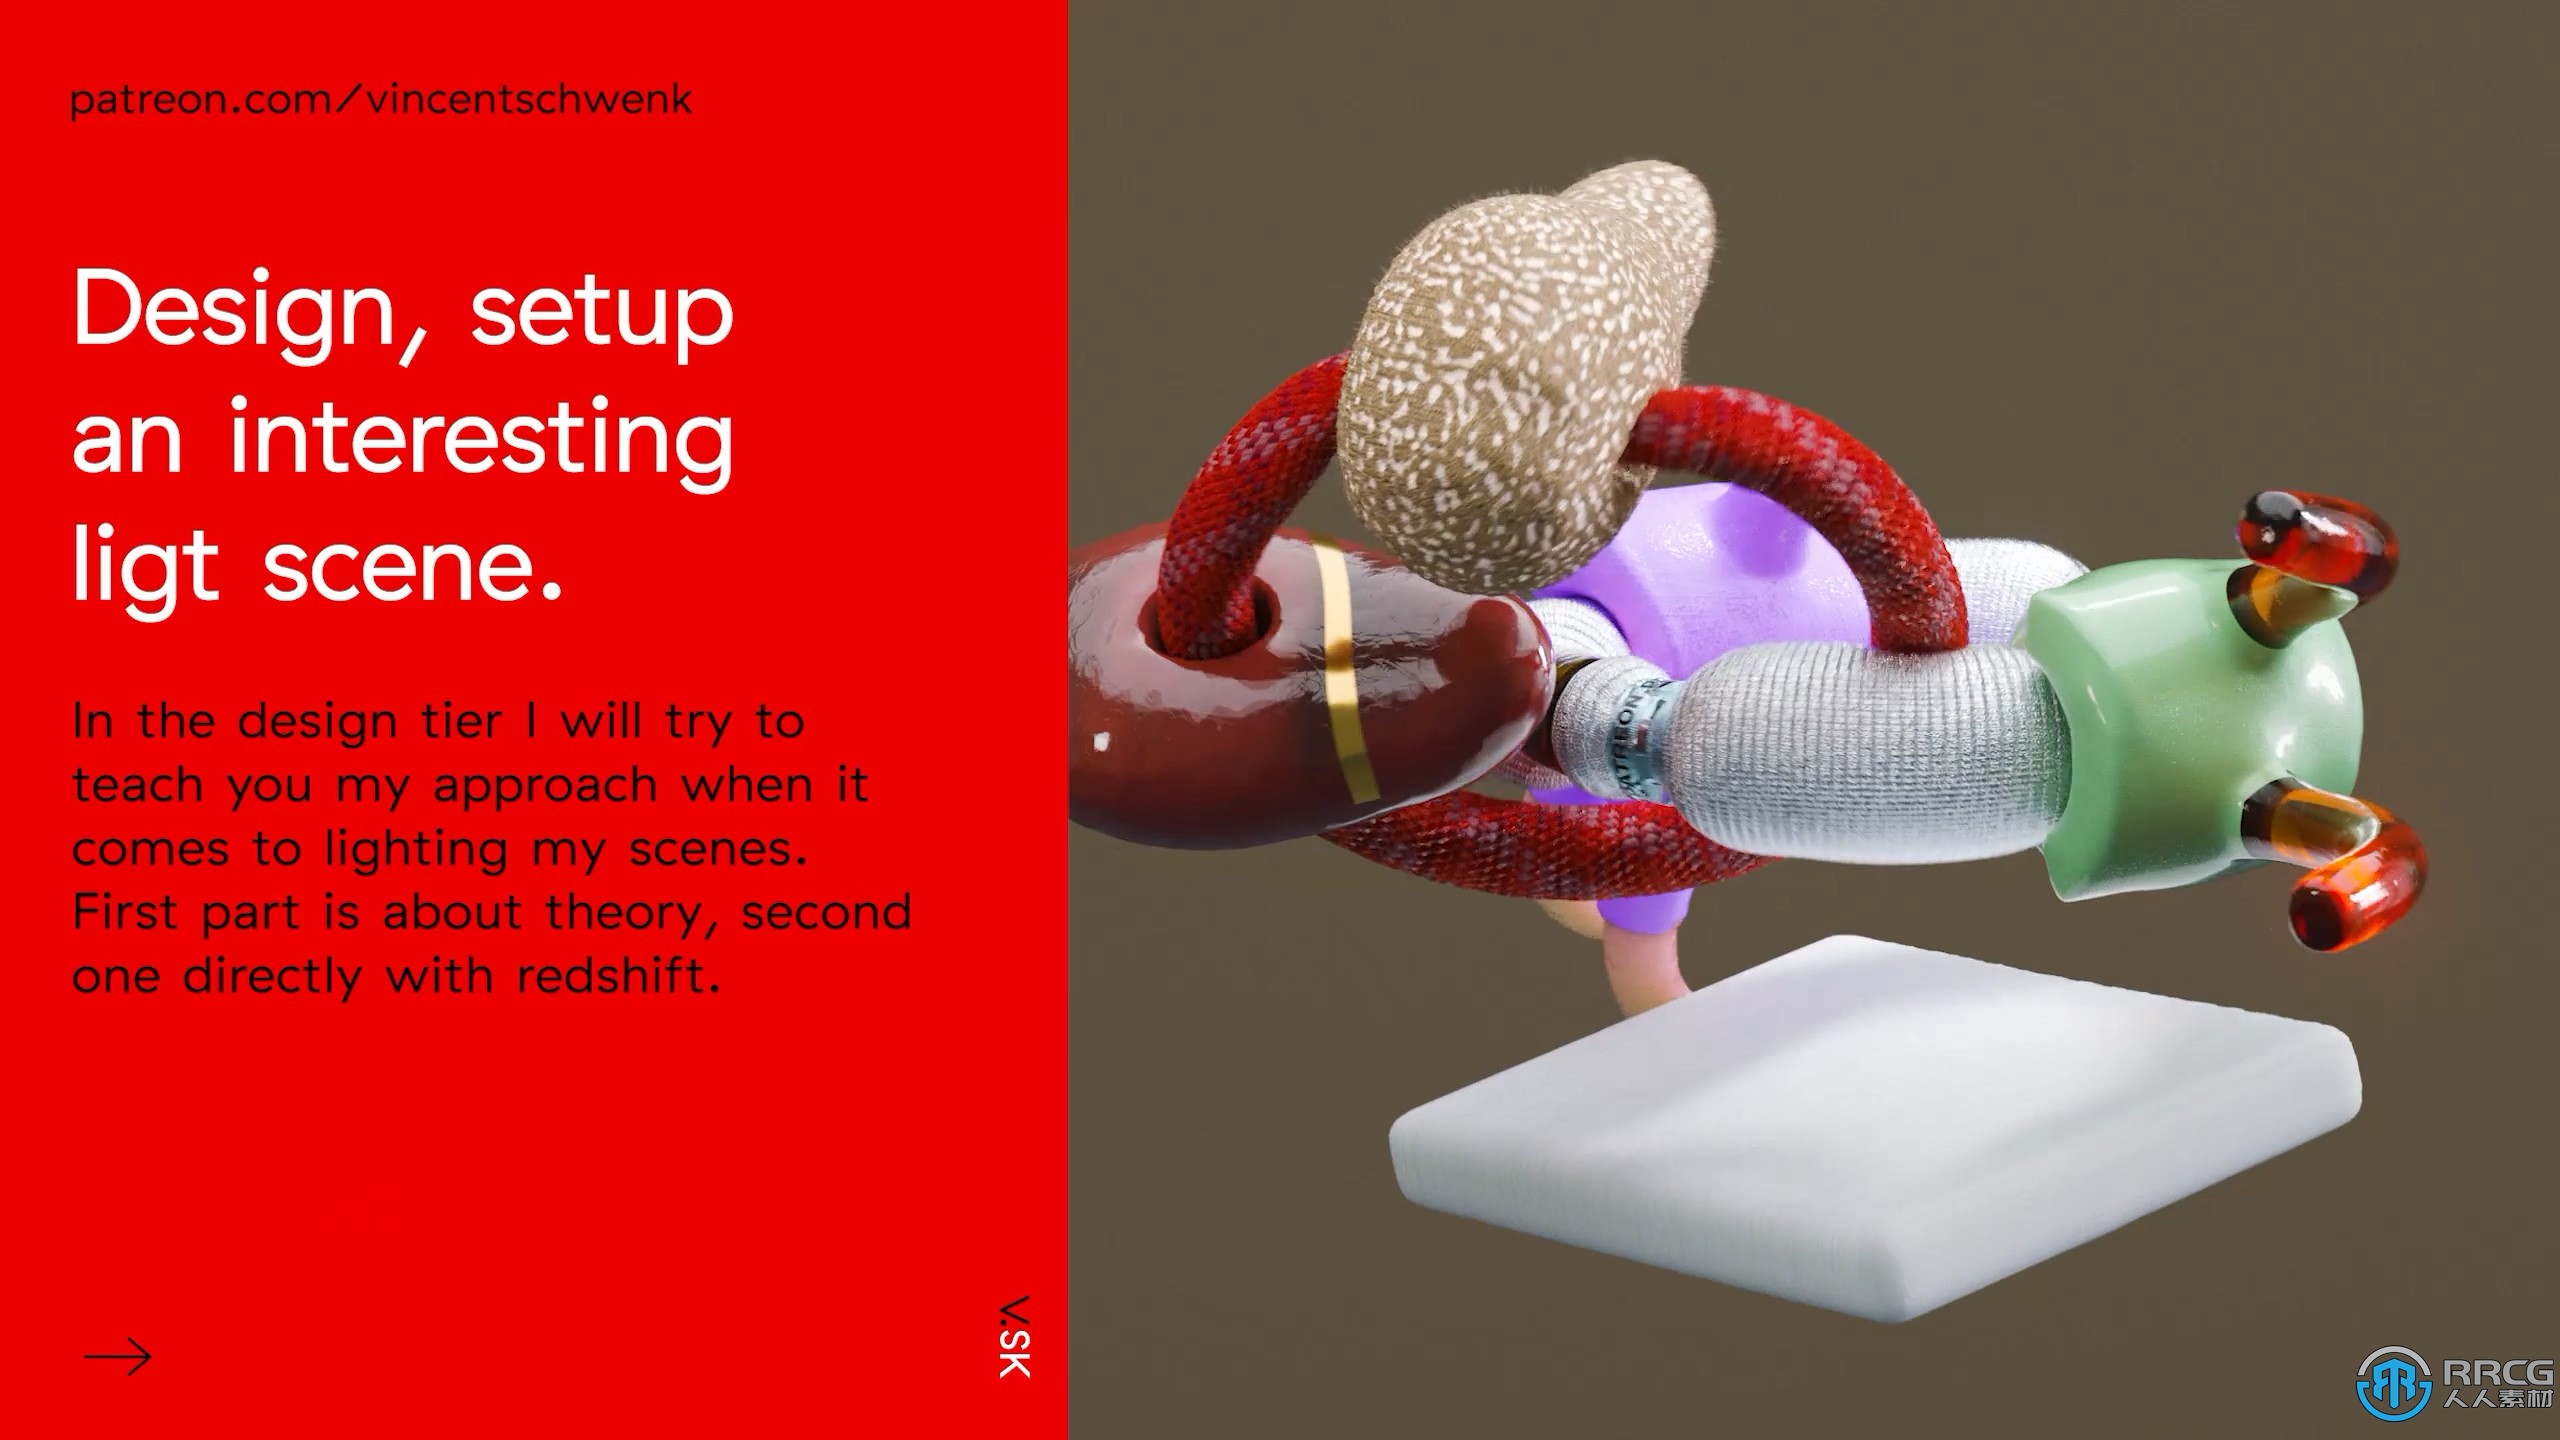 patreon.com/vincentschwenk
Design, setup
an interesting
ligt scene.
In the design tier I will try to
teach you my approach when it
comes to lighting my scenes.
First part is about theory, second
one directly with redshift.
V.SK
PATREON
RRCG
人人素材